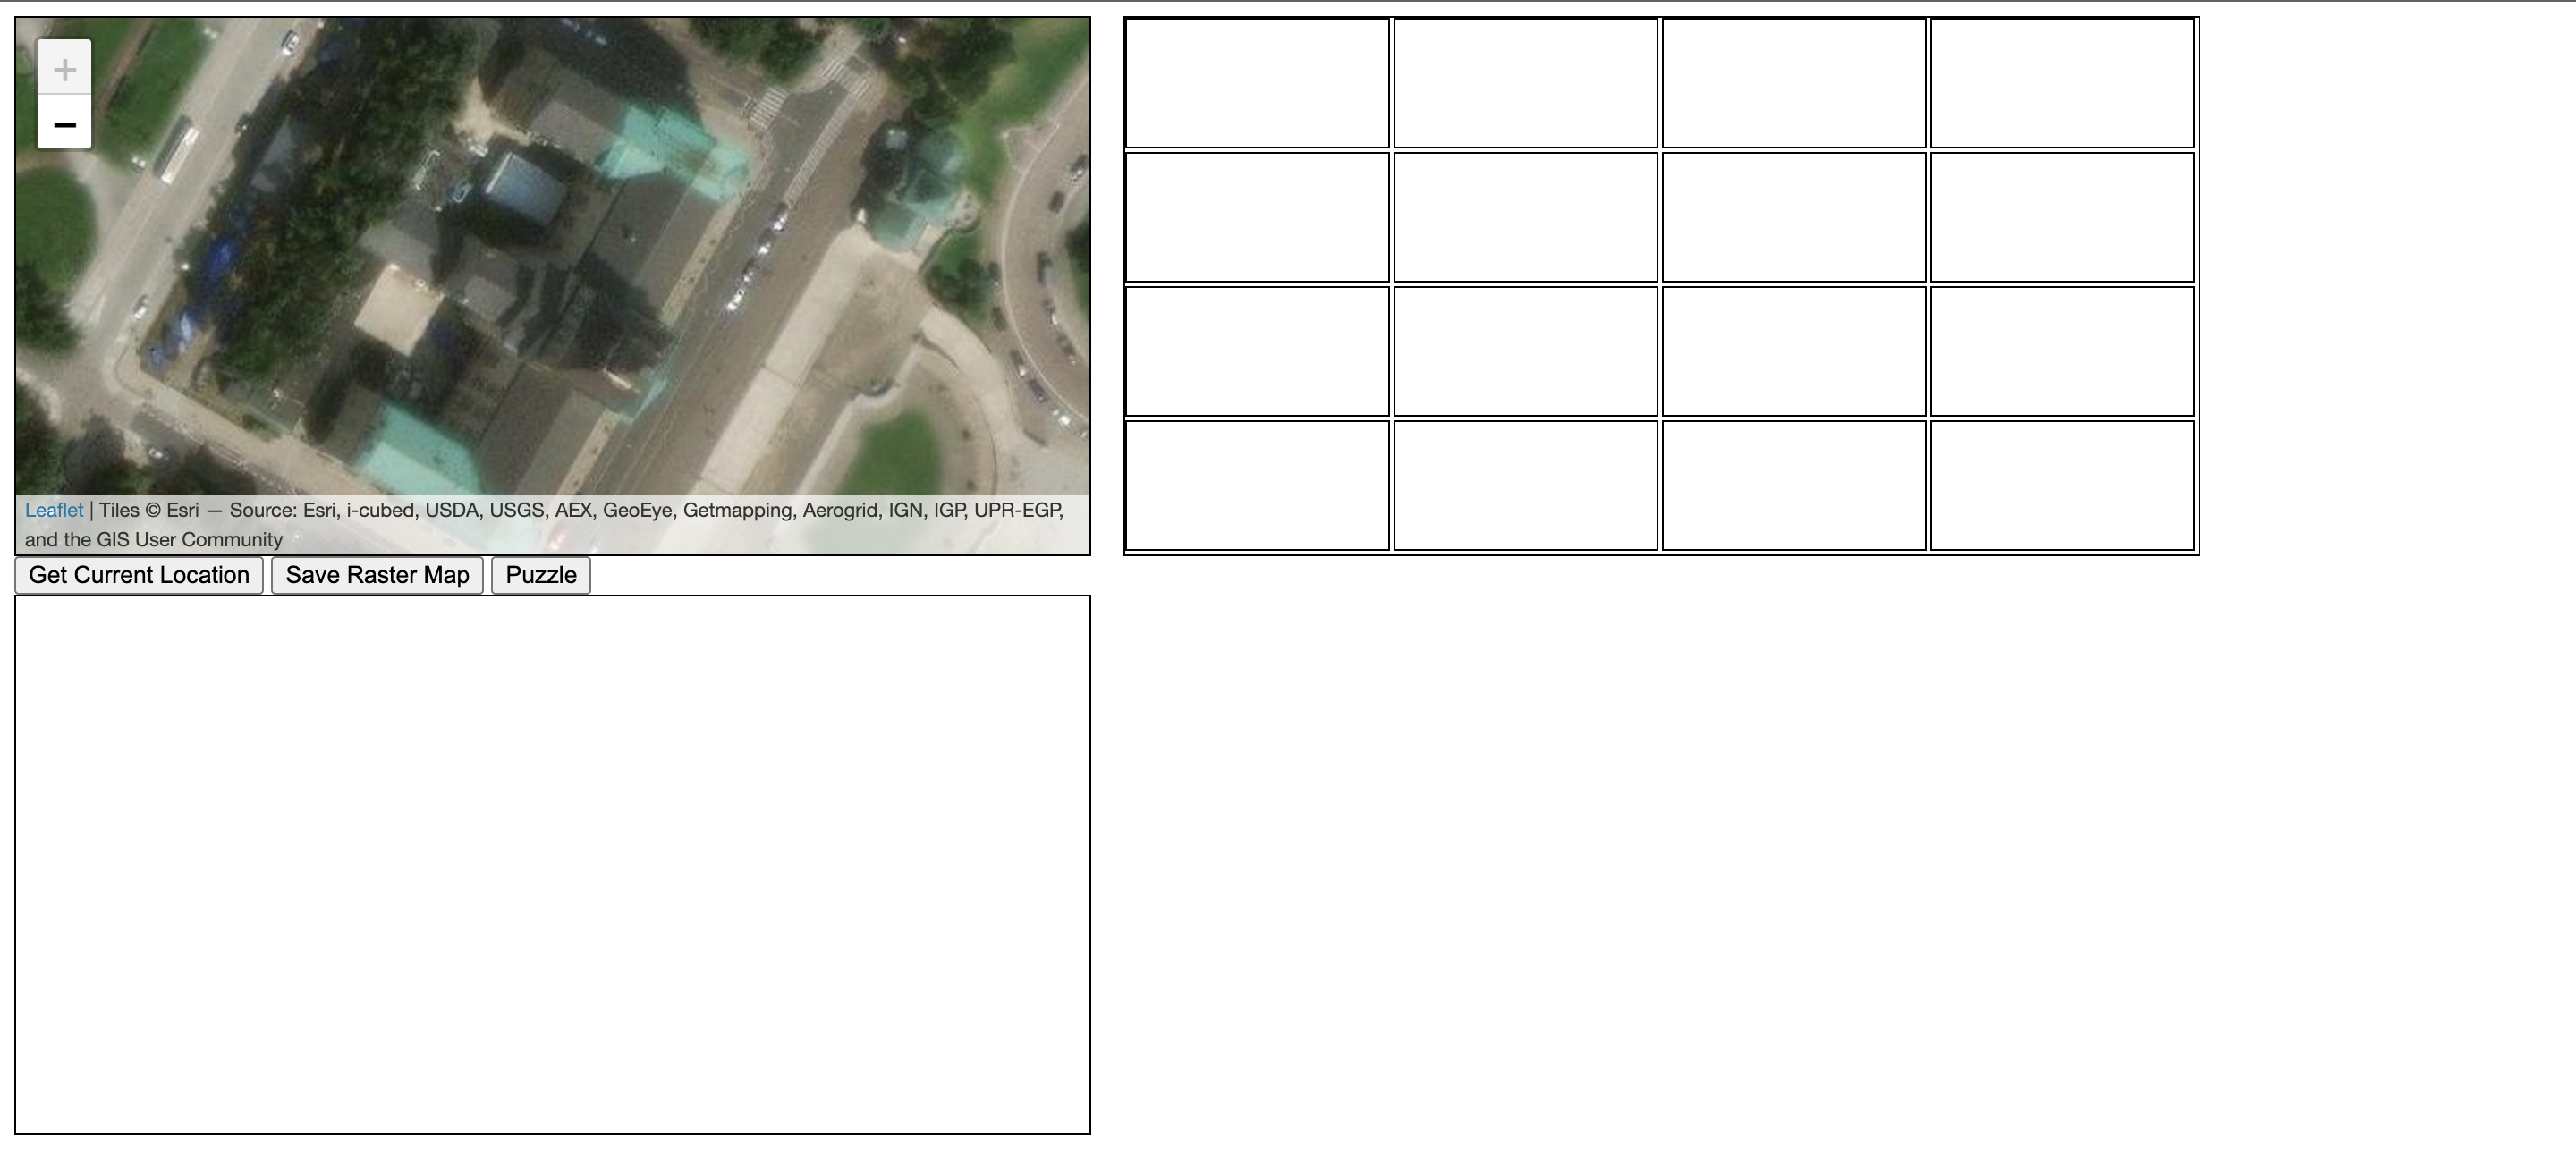 +
−
Leaflet | Tiles © Esri — Source: Esri, i-cubed, USDA, USGS, AEX, GeoEye, Getmapping, Aerogrid, IGN, IGP, UPR-EGP,
and the GIS User Community
Get Current Location Save Raster Map Puzzle